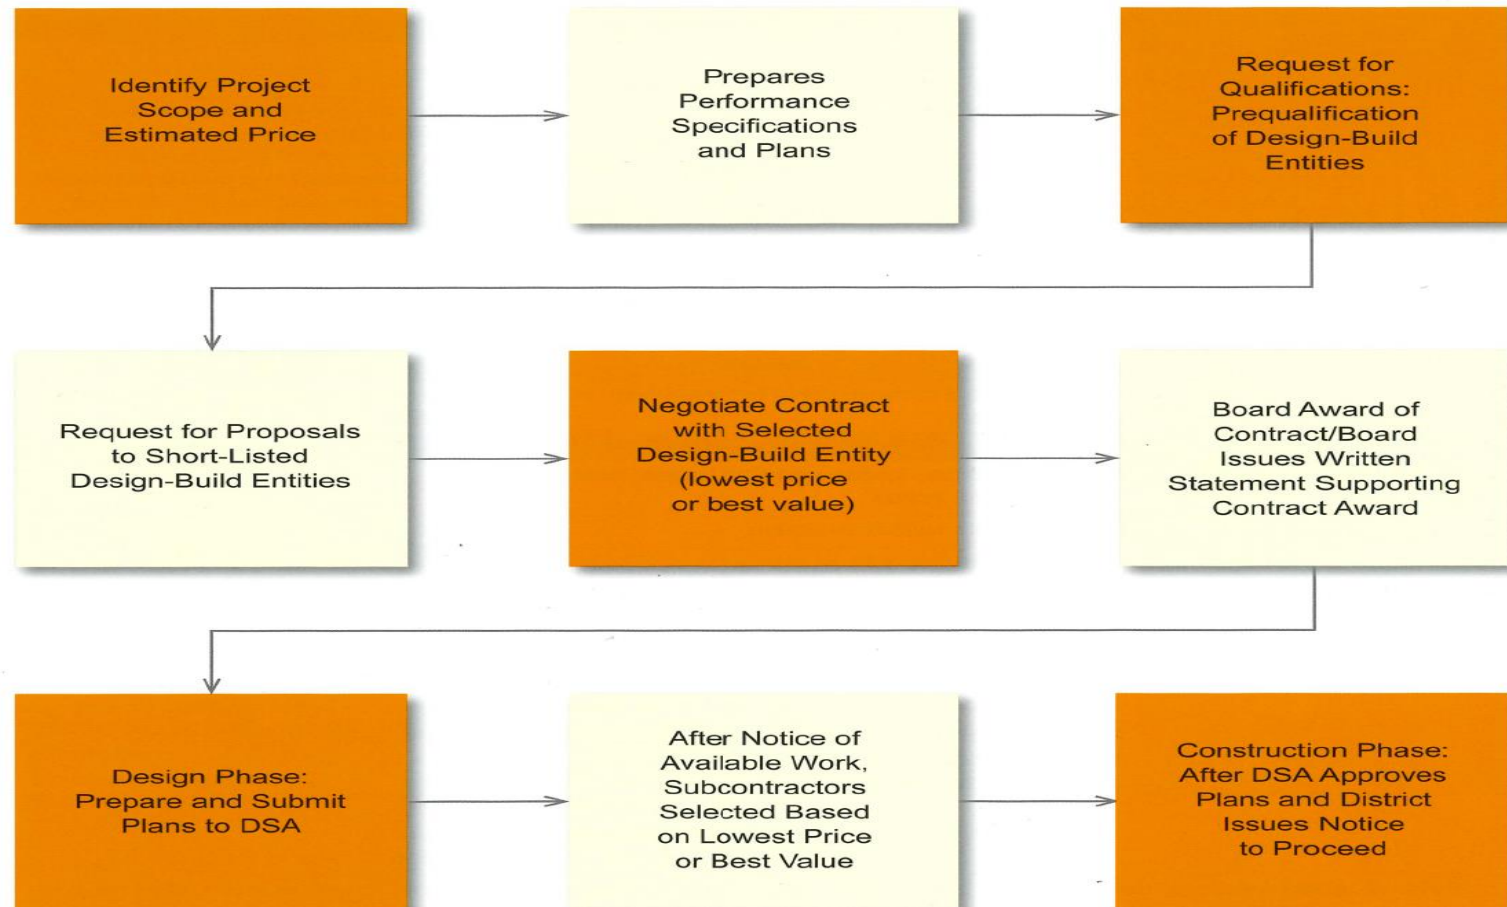 Identify Project
Scope and
Estimated Price
Prepares
Performance
Specifications
and Plans
Request for
Qualifications:
Prequalification
of Design-Build
Entities
Request for Proposals
to Short-Listed
Design-Build Entities
Negotiate Contract
with Selected
Design-Build Entity
(lowest price
or best value)
Board Award of
Contract/Board
Issues Written
Statement Supporting
Contract Award
Design Phase:
Prepare and Submit
Plans to DSA
After Notice of
Available Work,
Subcontractors
Selected Based
on Lowest Price
or Best Value
Construction Phase:
After DSA Approves
Plans and District
Issues Notice
to Proceed